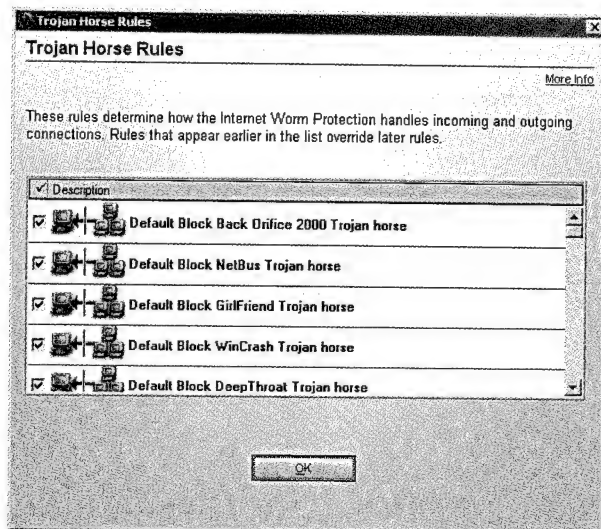 Trojan Horse Rules
Trojan Horse Rules
More Info
These rules determine how the Internet Worm Protection handles incoming and outgoing
connections. Rules that appear earlier in the list override later rules.
Description
Default Block Back Orifice 2000 Trojan horse
Default Block NetBus Trojan horse
Default Block GirlFriend Trojan horse
Default Block WinCrash Trojan horse
Default Block DeepThroat Trojan horse
OK